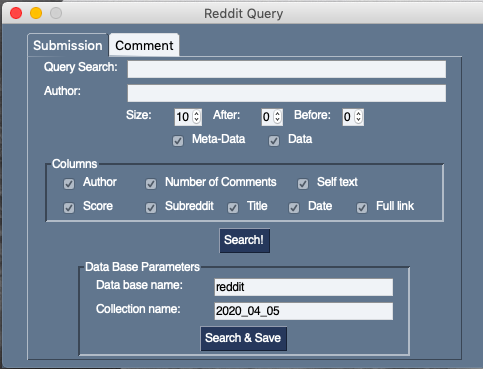 Reddit Query
Submission Comment
Query Search:
Author:
Size: 10 After: 0 Before: 0
Meta-Data Data
Columns
Author Number of Comments Self text
Score Subreddit Title Date Full link
Search!
Data Base Parameters
Data base name: reddit
Collection name: 2020_04_05
Search & Save